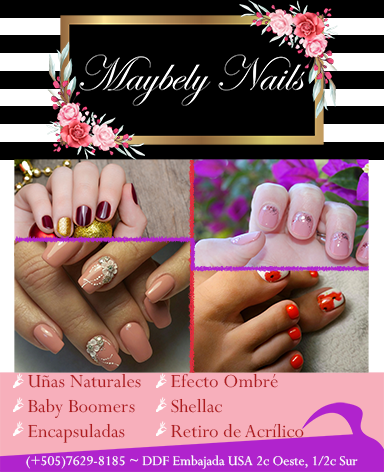 Maybely Nails
Uñas Naturales
Baby Boomers
Encapsuladas
Efecto Ombré
Shellac
Retiro de Acrílico
(+505)7629-8185 ~ DDF Embajada USA 2c Oeste, 1/2c Sur